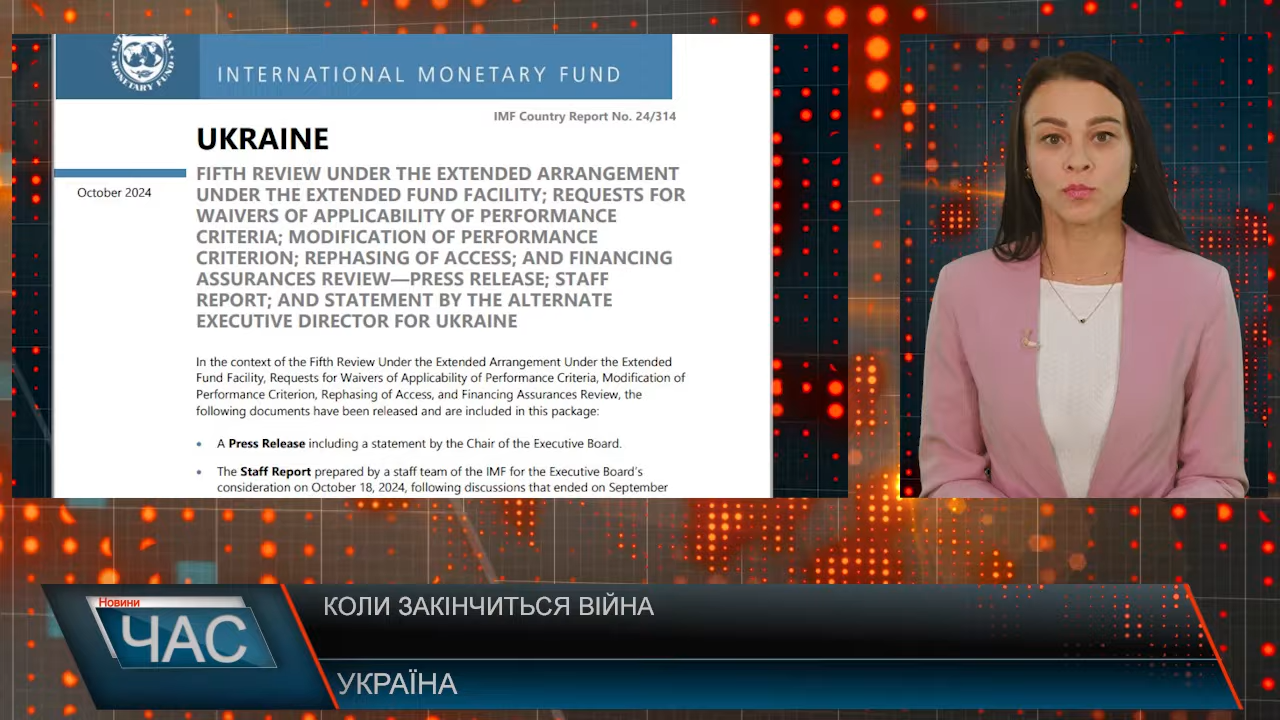 INTERNATIONAL MONETARY FUND
IMF Country Report No. 24/314
UKRAINE
October 2024
FIFTH REVIEW UNDER THE EXTENDED ARRANGEMENT
UNDER THE EXTENDED FUND FACILITY; REQUESTS FOR
WAIVERS OF APPLICABILITY OF PERFORMANCE
CRITERIA; MODIFICATION OF PERFORMANCE
CRITERION; REPHASING OF ACCESS; AND FINANCING
ASSURANCES REVIEW—PRESS RELEASE; STAFF
REPORT; AND STATEMENT BY THE ALTERNATE
EXECUTIVE DIRECTOR FOR UKRAINE
In the context of the Fifth Review Under the Extended Arrangement Under the Extended
Fund Facility, Requests for Waivers of Applicability of Performance Criteria, Modification of
Performance Criterion, Rephasing of Access, and Financing Assurances Review, the
following documents have been released and are included in this package:
• A Press Release including a statement by the Chair of the Executive Board.
• The Staff Report prepared by a staff team of the IMF for the Executive Board's
consideration on October 18, 2024, following discussions that ended on September
Новини
ЧАС
КОЛИ ЗАКІНЧИТЬСЯ ВІЙНА
УКРАЇНА